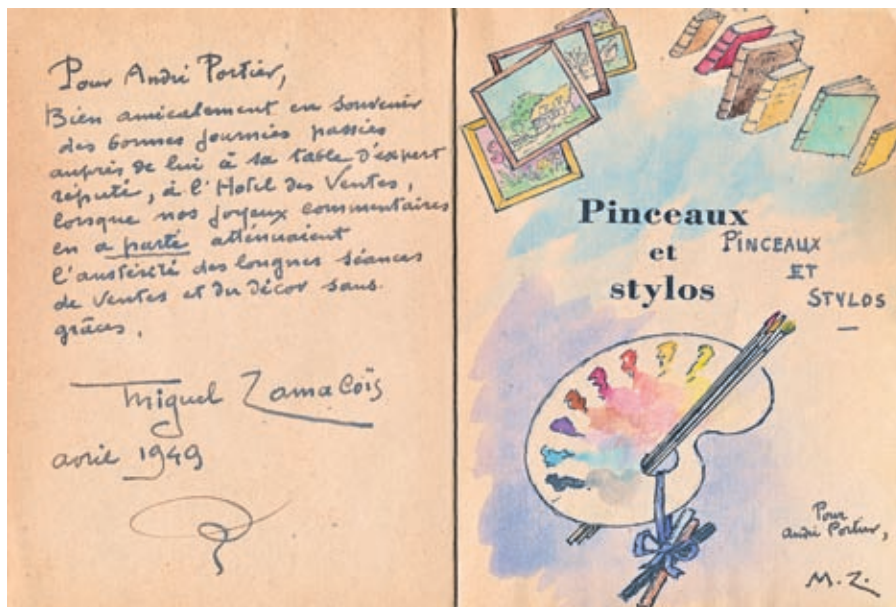 Pour André Portier,
Bien amicalement en souvenir
des bonnes journées passées
auprès de lui à sa table d'expert
réputé, à l'Hotel des Ventes,
lorsque nos joyeux commentaires
en a parté atténuaient
l'austérité des longues séances
de Ventes et du décor sans
grâces.
Miguel Zamacoïs
avril 1949
Pinceaux
et
stylos
PINCEAUX
ET
STYLOS
Pour
André Portier,
M. Z.